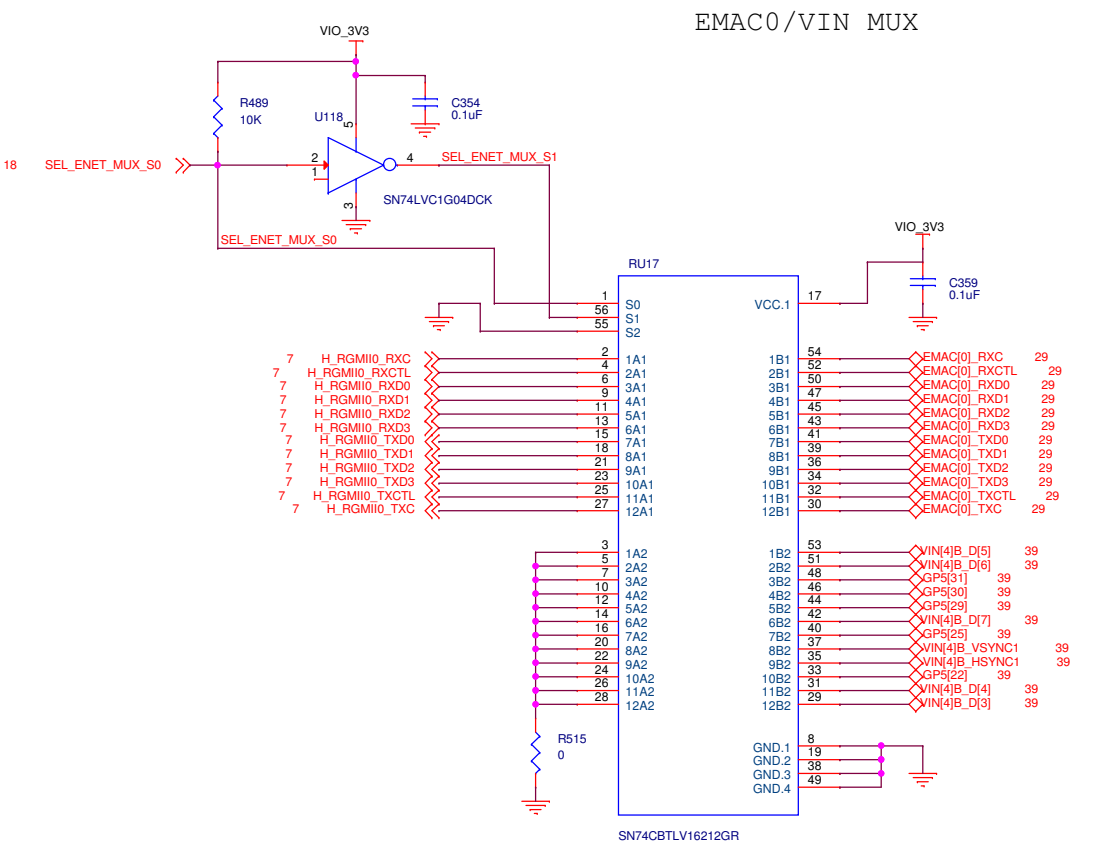 EMAC0/VIN MUX
VIO_3V3
R489
10K
U118
C354
0.1uF
5
18 SEL_ENET_MUX_S0
2
1
4
SEL_ENET_MUX_S1
3
SN74LVC1G04DCK
SEL_ENET_MUX_S0
VIO_3V3
C359
0.1uF
RU17
1 S0 VCC.1 17
56 S1
55 S2
7 H_RGMII0_RXC 2 1A1 1B1 54 EMAC[0]_RXC 29
7 H_RGMII0_RXCTL 4 2A1 2B1 52 EMAC[0]_RXCTL 29
7 H_RGMII0_RXD0 6 3A1 3B1 50 EMAC[0]_RXD0 29
7 H_RGMII0_RXD1 9 4A1 4B1 47 EMAC[0]_RXD1 29
7 H_RGMII0_RXD2 11 5A1 5B1 45 EMAC[0]_RXD2 29
7 H_RGMII0_RXD3 13 6A1 6B1 43 EMAC[0]_RXD3 29
7 H_RGMII0_TXD0 15 7A1 7B1 41 EMAC[0]_TXD0 29
7 H_RGMII0_TXD1 18 8A1 8B1 39 EMAC[0]_TXD1 29
7 H_RGMII0_TXD2 21 9A1 9B1 36 EMAC[0]_TXD2 29
7 H_RGMII0_TXD3 23 10A1 10B1 34 EMAC[0]_TXD3 29
7 H_RGMII0_TXCTL 25 11A1 11B1 32 EMAC[0]_TXCTL 29
7 H_RGMII0_TXC 27 12A1 12B1 30 EMAC[0]_TXC 29
3 1A2 1B2 53 VIN[4]B_D[5] 39
5 2A2 2B2 51 VIN[4]B_D[6] 39
7 3A2 3B2 48 GP5[31] 39
10 4A2 4B2 46 GP5[30] 39
12 5A2 5B2 44 GP5[29] 39
14 6A2 6B2 42 VIN[4]B_D[7] 39
16 7A2 7B2 40 GP5[25] 39
20 8A2 8B2 37 VIN[4]B_VSYNC1 39
22 9A2 9B2 35 VIN[4]B_HSYNC1 39
24 10A2 10B2 33 GP5[22] 39
26 11A2 11B2 31 VIN[4]B_D[4] 39
28 12A2 12B2 29 VIN[4]B_D[3] 39
R515
0
GND.1 8
GND.2 19
GND.3 38
GND.4 49
SN74CBTLV16212GR